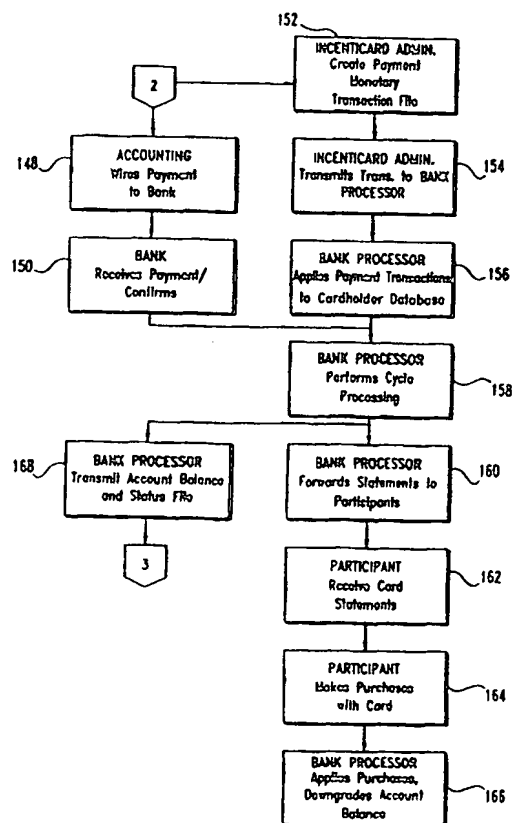 152
INCENTICARD ADMIN.
Create Payment
Monetary
Transaction File
2
148
ACCOUNTING
Wires Payment
to Bank
INCENTICARD ADMIN.
Transmits Trans. to BANK
PROCESSOR
154
150
BANK
Receives Payment/
Confirms
BANK PROCESSOR
Applies Payment Transactions
to Cardholder Database
156
BANK PROCESSOR
Performs Cycle
Processing
158
168
BANK PROCESSOR
Transmit Account Balance
and Status File
BANK PROCESSOR
Forwards Statements to
Participants
160
3
PARTICIPANT
Receive Card
Statements
162
PARTICIPANT
Makes Purchases
with Card
164
BANK PROCESSOR
Applies Purchases,
Downgrades Account
Balance
166